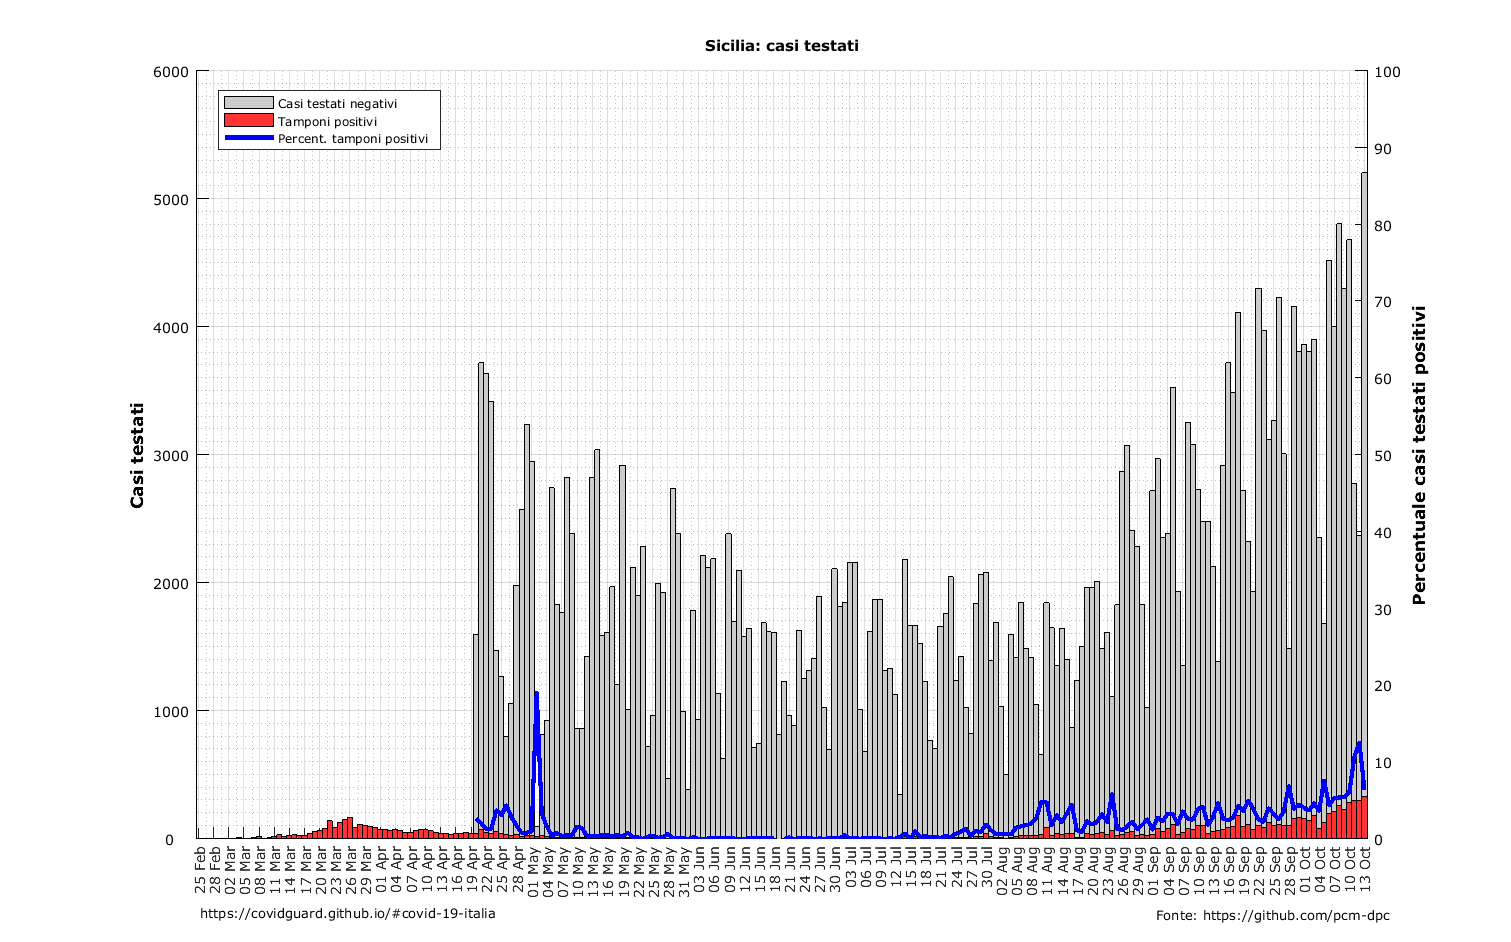 Sicilia: casi testati
6000
5000
4000
3000
2000
1000
0
Casi testati
Casi testati negativi
Tamponi positivi
Percent. tamponi positivi
100
90
80
70
60
50
40
30
20
10
0
Percentuale casi testati positivi
25 Feb
28 Feb
02 Mar
05 Mar
08 Mar
11 Mar
14 Mar
17 Mar
20 Mar
23 Mar
26 Mar
29 Mar
01 Apr
04 Apr
07 Apr
10 Apr
13 Apr
16 Apr
19 Apr
22 Apr
25 Apr
28 Apr
01 May
04 May
07 May
10 May
13 May
16 May
19 May
22 May
25 May
28 May
31 May
03 Jun
06 Jun
09 Jun
12 Jun
15 Jun
18 Jun
21 Jun
24 Jun
27 Jun
30 Jun
03 Jul
06 Jul
09 Jul
12 Jul
15 Jul
18 Jul
21 Jul
24 Jul
27 Jul
30 Jul
02 Aug
05 Aug
08 Aug
11 Aug
14 Aug
17 Aug
20 Aug
23 Aug
26 Aug
29 Aug
01 Sep
04 Sep
07 Sep
10 Sep
13 Sep
16 Sep
19 Sep
22 Sep
25 Sep
28 Sep
01 Oct
04 Oct
07 Oct
10 Oct
13 Oct
https://covidguard.github.io/#covid-19-italia
Fonte: https://github.com/pcm-dpc